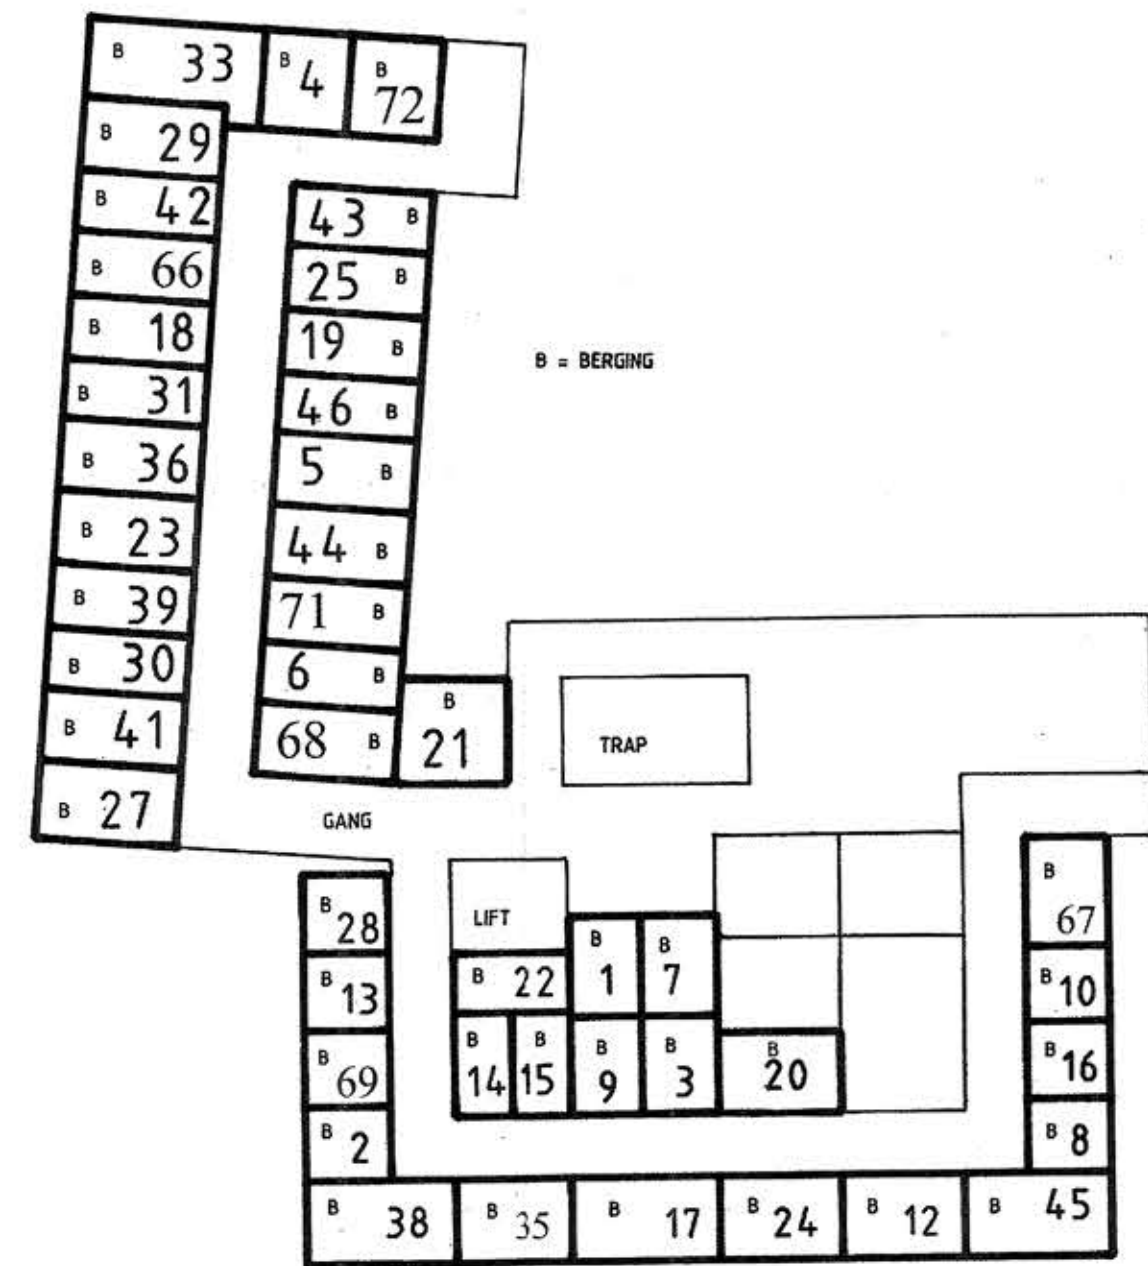 B 33 B 4 B 72
B 29
B 42
B 66
B 18
B 31
B 36
B 23
B 39
B 30
B 41
B 27
43 B
25 B
19 B
46 B
5 B
44 B
71 B
6 B
68 B
B 21
B = BERGING
TRAP
GANG
LIFT
B 28
B 13
B 69
B 2
B 22
B 14 B 15
B 1 B 7
B 9 B 3
B 20
B 67
B 10
B 16
B 8
B 38 B 35 B 17 B 24 B 12 B 45